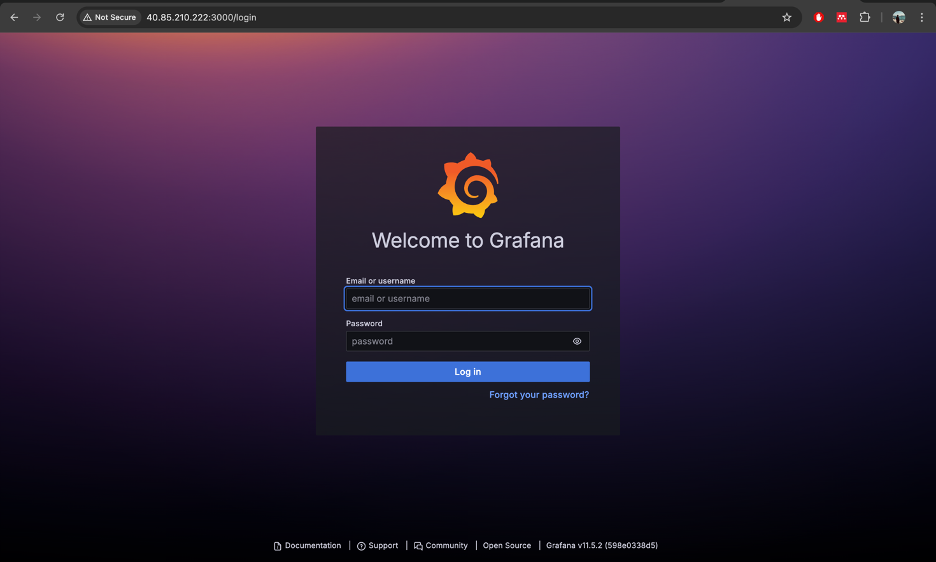 Not Secure 40.85.210.222:3000/login
Welcome to Grafana
Email or username
email or username
Password
password
Log in
Forgot your password?
Documentation | Support | Community | Open Source | Grafana v11.5.2 (598e0338d5)